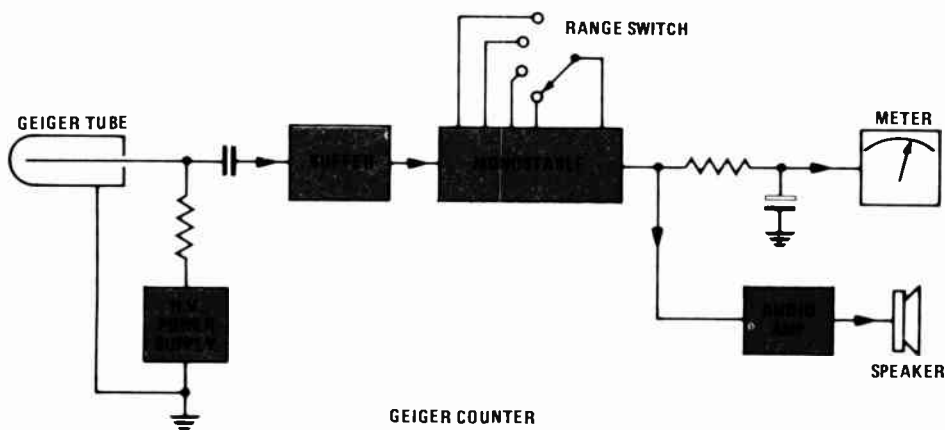 RANGE SWITCH
GEIGER TUBE
METER
BUFFER
MONOSTABLE
H.V.
POWER
SUPPLY
AUDIO
AMP
SPEAKER
GEIGER COUNTER